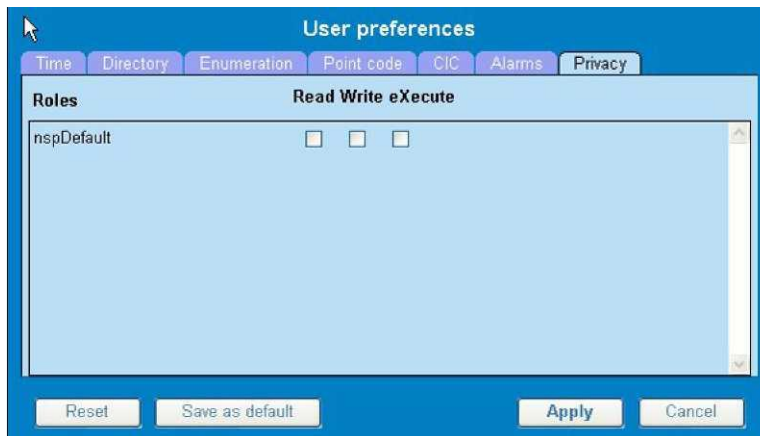 User preferences
Time Directory Enumeration Point code CIC Alarms Privacy
Roles Read Write eXecute
nspDefault
Reset Save as default Apply Cancel